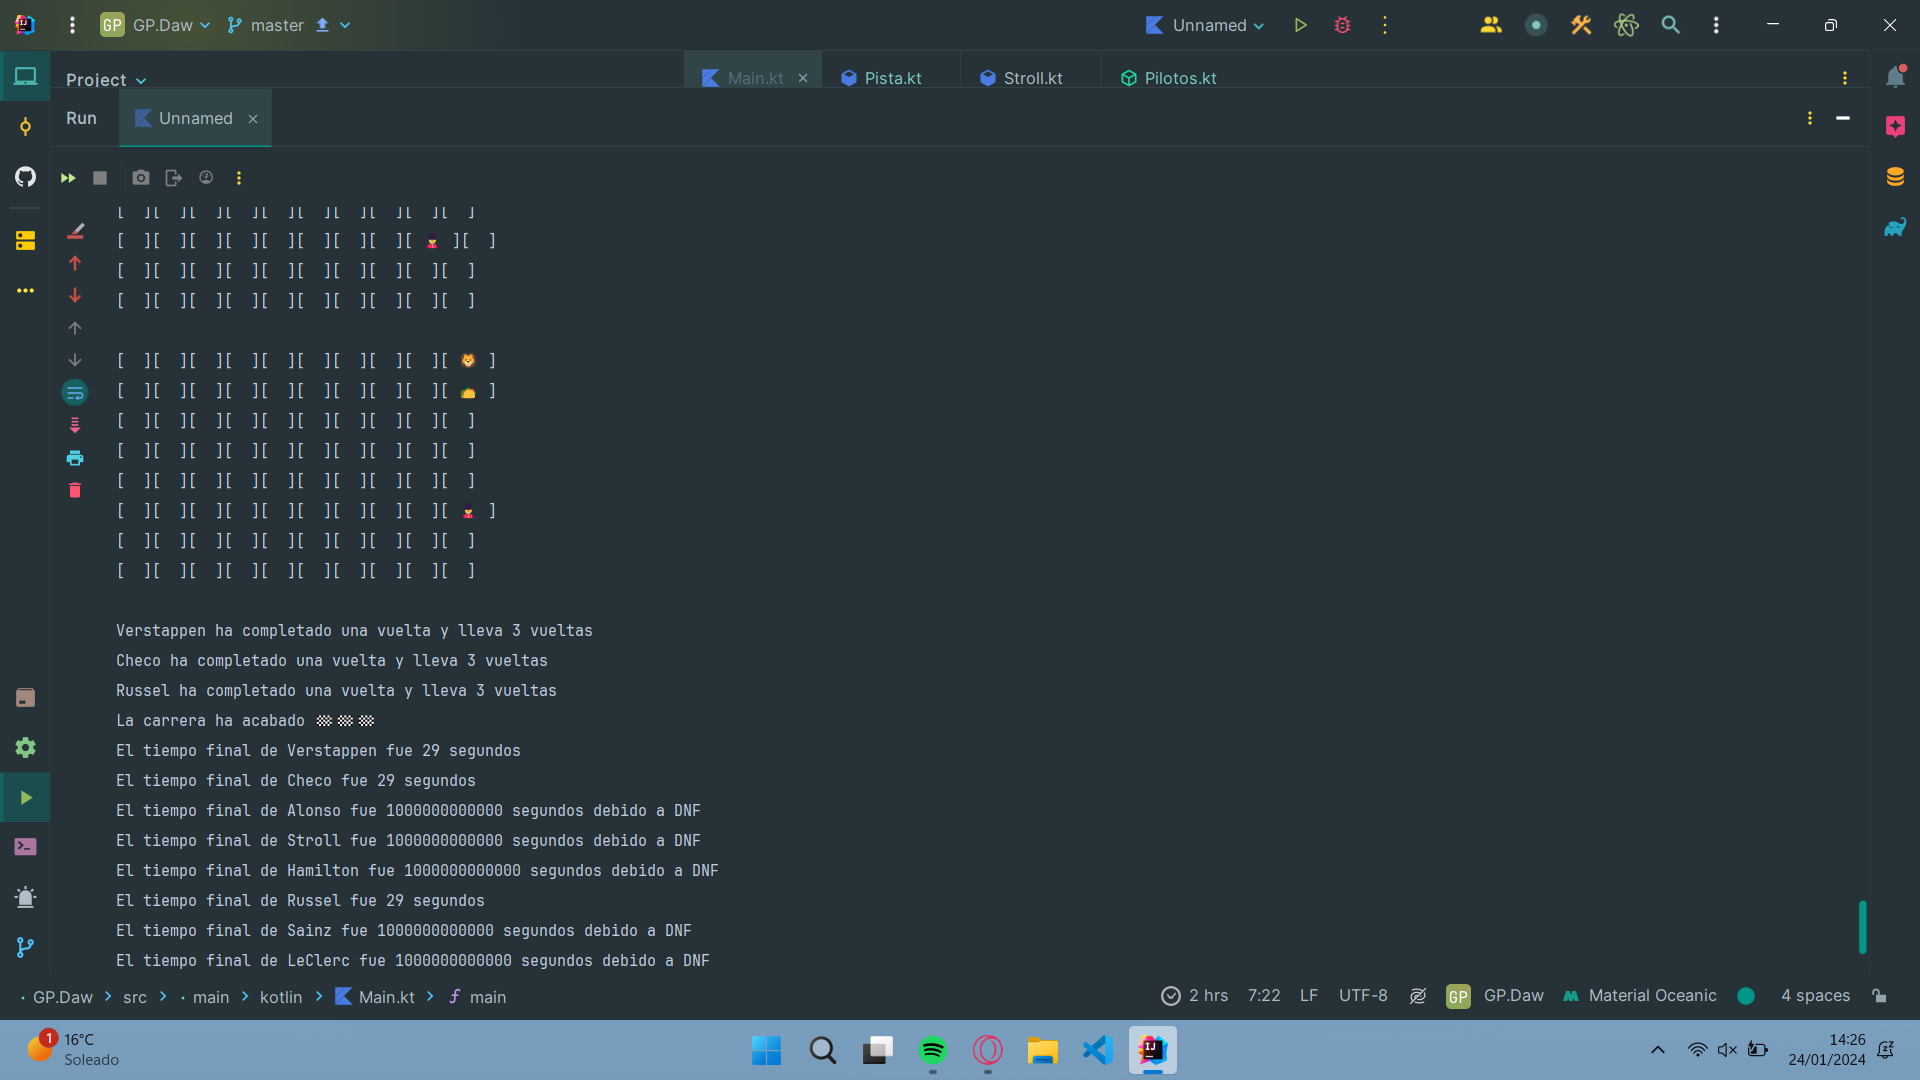 GP GP.Daw master Unnamed
Project Main.kt Pista.kt Stroll.kt Pilotos.kt
Run Unnamed
[  ][  ][  ][  ][  ][  ][  ][  ][  ][  ]
[  ][  ][  ][  ][  ][  ][  ][  ][ 💂 ][  ]
[  ][  ][  ][  ][  ][  ][  ][  ][  ][  ]
[  ][  ][  ][  ][  ][  ][  ][  ][  ][  ]
[  ][  ][  ][  ][  ][  ][  ][  ][  ][ 🦁 ]
[  ][  ][  ][  ][  ][  ][  ][  ][  ][ 🌮 ]
[  ][  ][  ][  ][  ][  ][  ][  ][  ][  ]
[  ][  ][  ][  ][  ][  ][  ][  ][  ][  ]
[  ][  ][  ][  ][  ][  ][  ][  ][  ][  ]
[  ][  ][  ][  ][  ][  ][  ][  ][  ][ 💂 ]
[  ][  ][  ][  ][  ][  ][  ][  ][  ][  ]
[  ][  ][  ][  ][  ][  ][  ][  ][  ][  ]
Verstappen ha completado una vuelta y lleva 3 vueltas
Checo ha completado una vuelta y lleva 3 vueltas
Russel ha completado una vuelta y lleva 3 vueltas
La carrera ha acabado 🏁🏁🏁
El tiempo final de Verstappen fue 29 segundos
El tiempo final de Checo fue 29 segundos
El tiempo final de Alonso fue 1000000000000 segundos debido a DNF
El tiempo final de Stroll fue 1000000000000 segundos debido a DNF
El tiempo final de Hamilton fue 1000000000000 segundos debido a DNF
El tiempo final de Russel fue 29 segundos
El tiempo final de Sainz fue 1000000000000 segundos debido a DNF
El tiempo final de LeClerc fue 1000000000000 segundos debido a DNF
GP.Daw > src > main > kotlin > Main.kt > main 2 hrs 7:22 LF UTF-8 GP GP.Daw Material Oceanic 4 spaces
1 16°C IJ 14:26
Soleado 24/01/2024